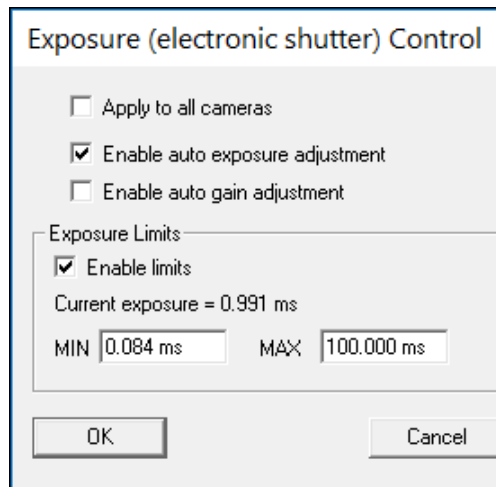 Exposure (electronic shutter) Control
Apply to all cameras
Enable auto exposure adjustment
Enable auto gain adjustment
Exposure Limits
Enable limits
Current exposure = 0.991 ms
MIN 0.084 ms MAX 100.000 ms
OK Cancel